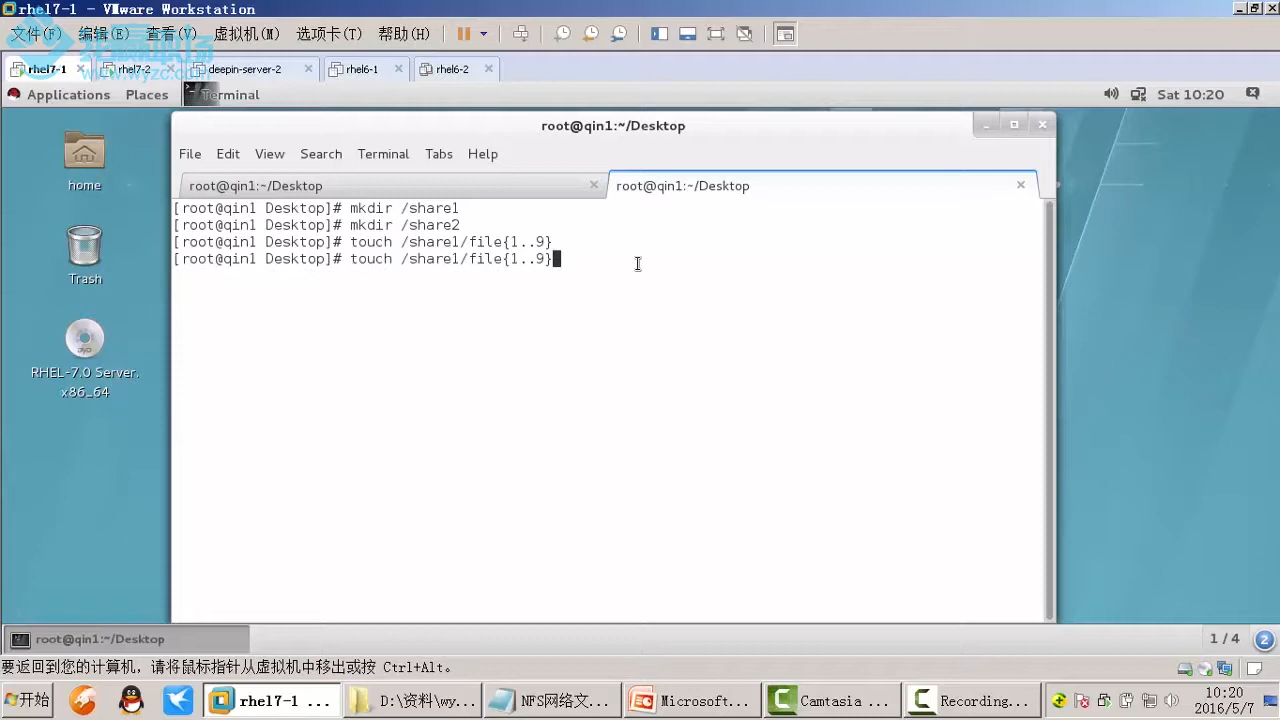 rhel7-1 - VMware Workstation
文件(F) 编辑(E) 查看(V) 虚拟机(M) 选项卡(T) 帮助(H)
www.wyzc.com
rhel7-1 rhel7-2 deepin-server-2 rhel6-1 rhel6-2
Applications Places Terminal Sat 10:20
root@qin1:~/Desktop
File Edit View Search Terminal Tabs Help
root@qin1:~/Desktop root@qin1:~/Desktop
[root@qin1 Desktop]# mkdir /share1
[root@qin1 Desktop]# mkdir /share2
[root@qin1 Desktop]# touch /share1/file{1..9}
[root@qin1 Desktop]# touch /share1/file{1..9}
home
Trash
RHEL-7.0 Server.
x86_64
root@qin1:~/Desktop 1 / 4 2
要返回到您的计算机，请将鼠标指针从虚拟机中移出或按 Ctrl+Alt。
开始 rhel7-1 ... D:\资料\wy... NFS网络文... Microsoft... Camtasia ... Recording... 10:20
2016/5/7